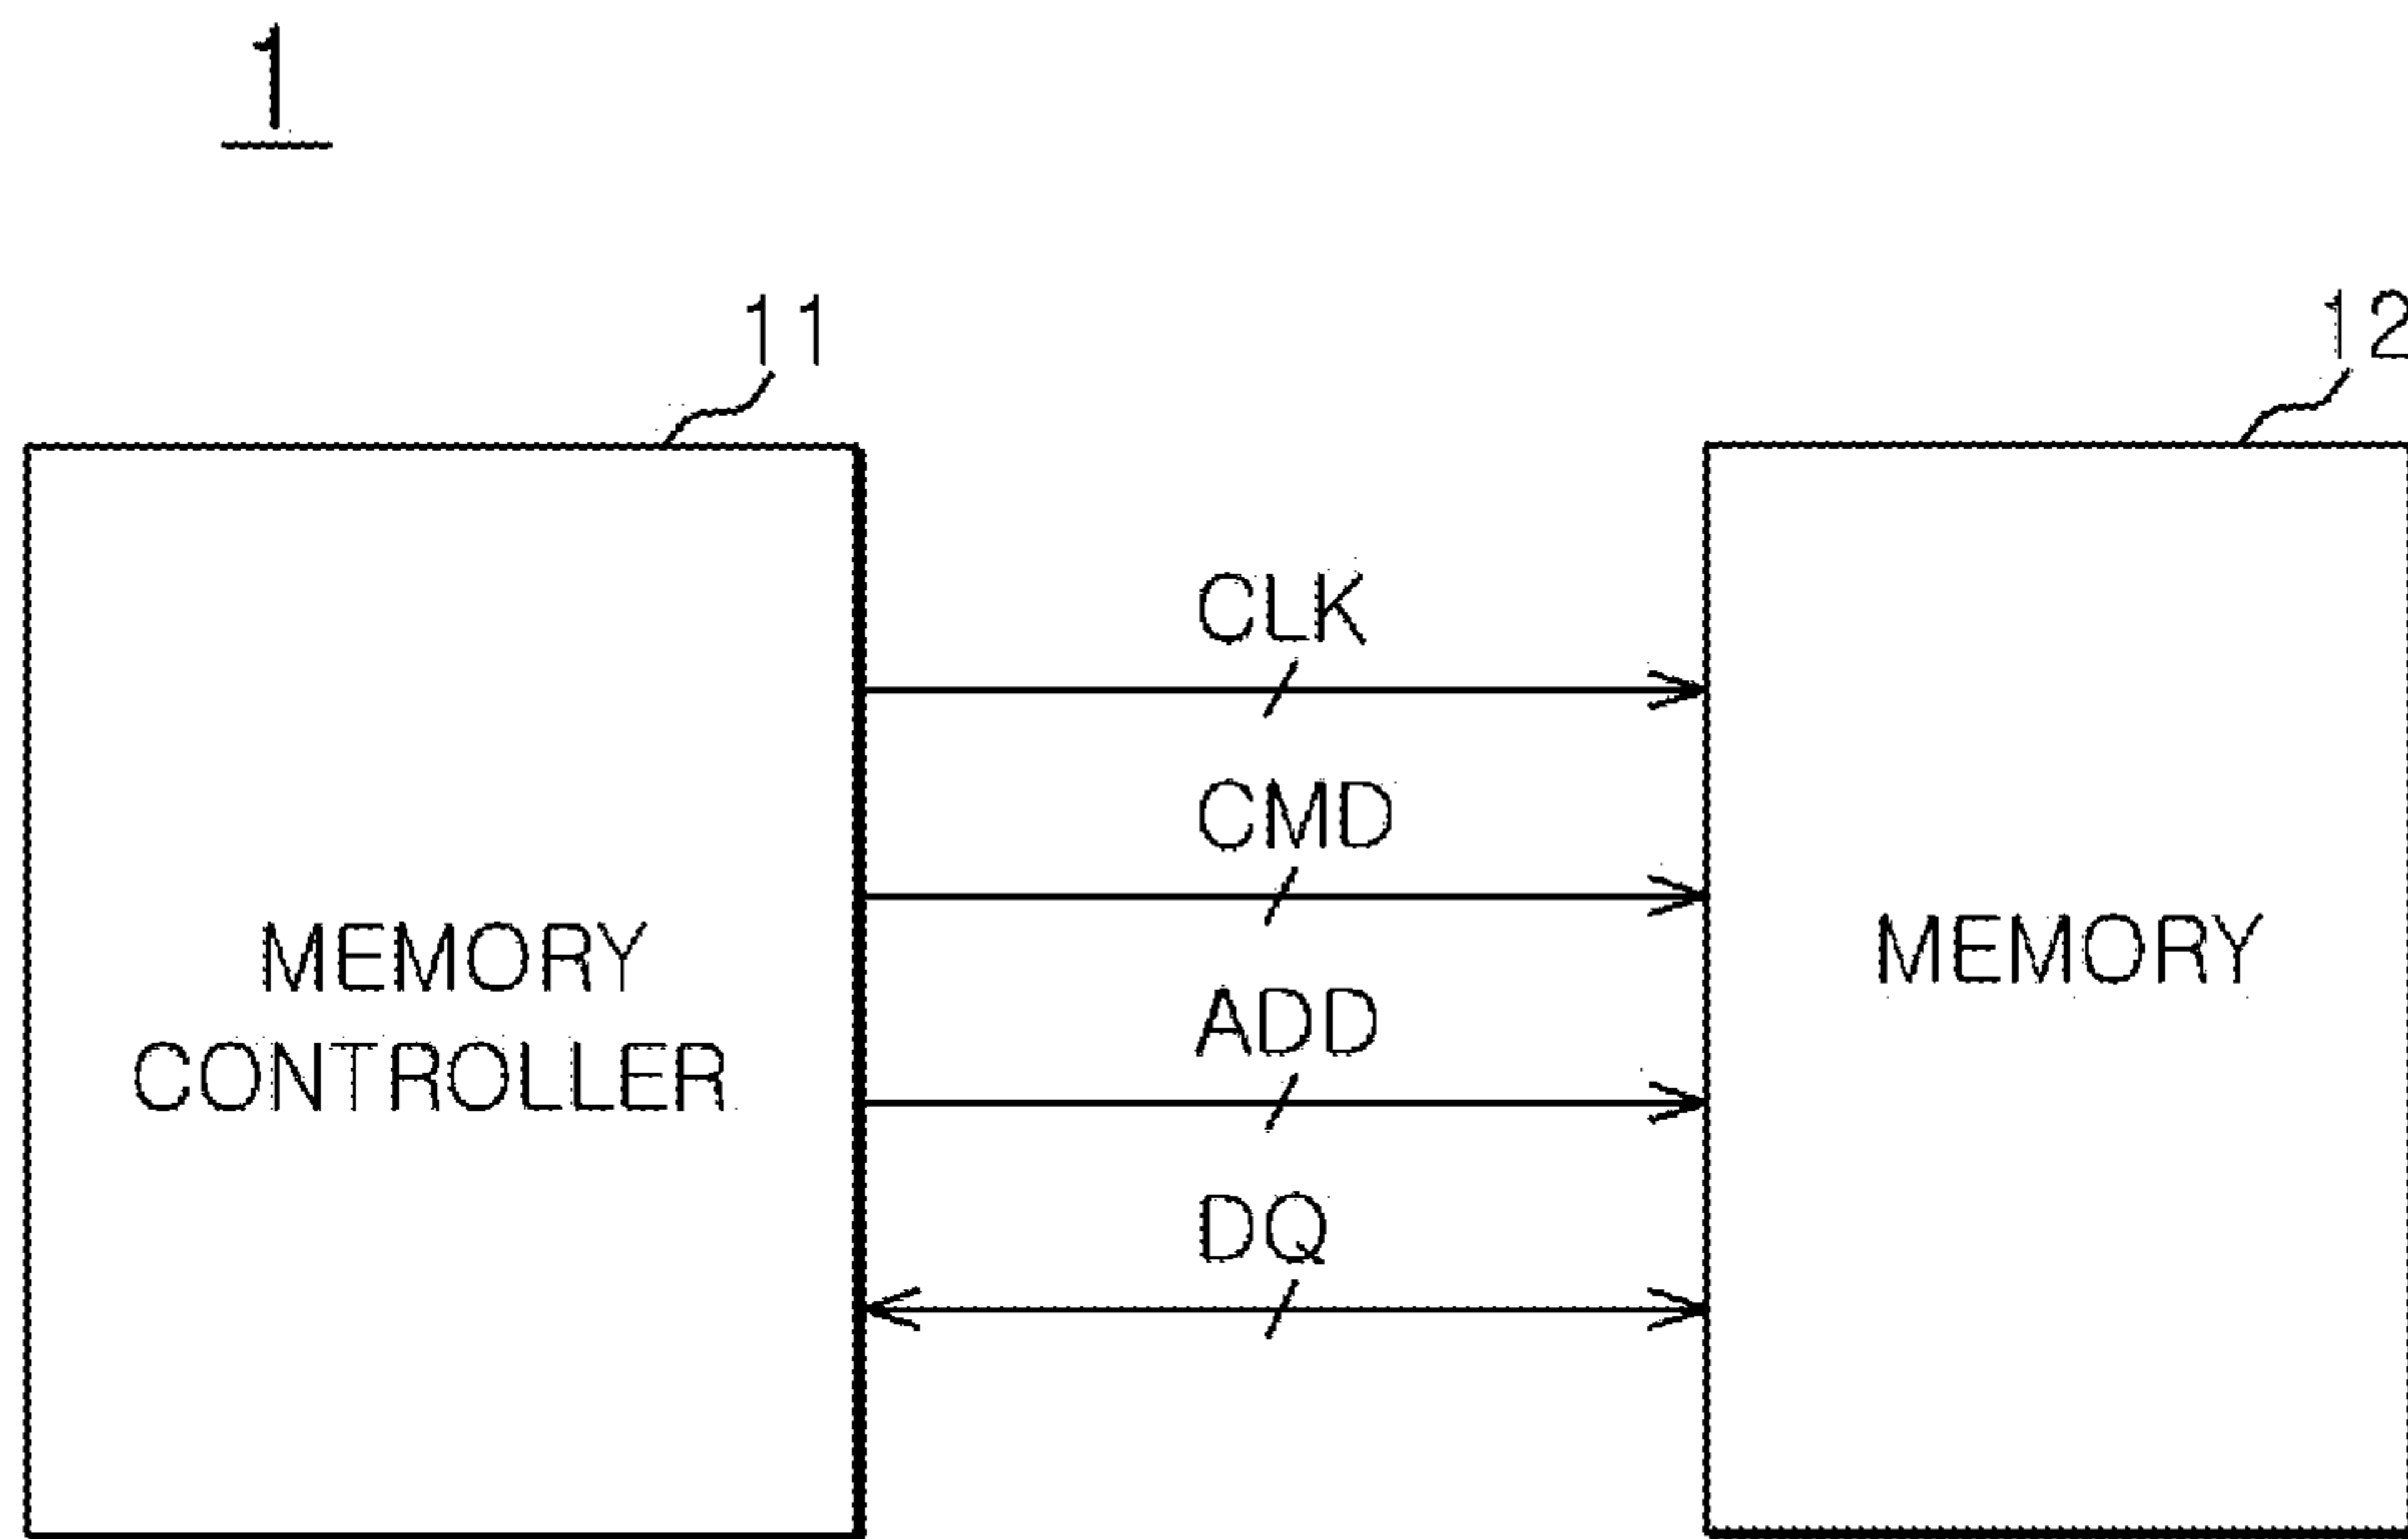 1
11
12
CLK
CMD
MEMORY
CONTROLLER
ADD
DQ
MEMORY